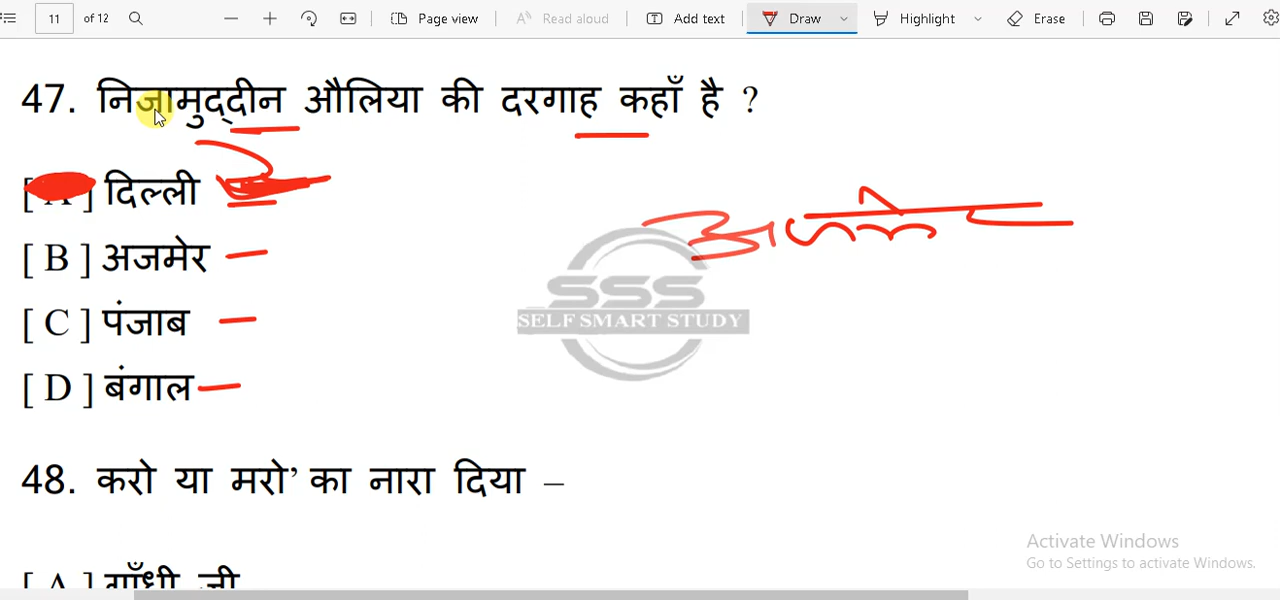 11 of 12 Page view Read aloud Add text Draw Highlight Erase
47. निजामुद्दीन औलिया की दरगाह कहाँ है ?
[ A ] दिल्ली
[ B ] अजमेर
[ C ] पंजाब
[ D ] बंगाल
SSS
SELF SMART STUDY
48. करो या मरो’ का नारा दिया –
Activate Windows
Go to Settings to activate Windows.
[ A ] गाँधी जी